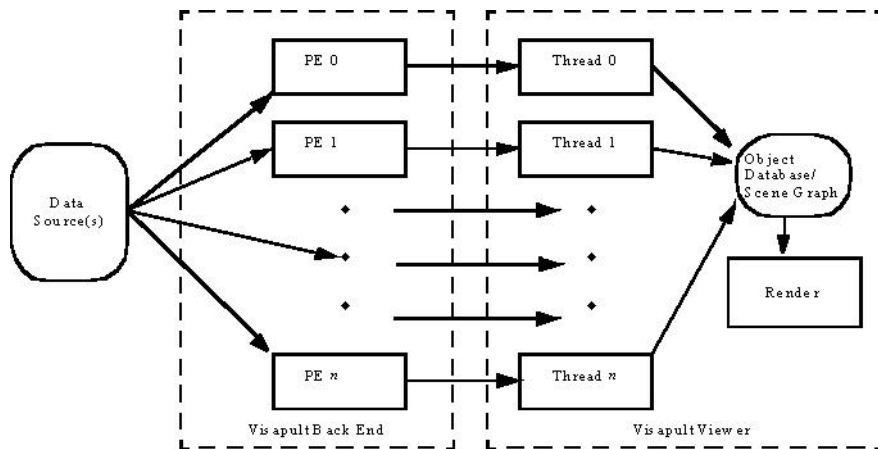 PE 0
Thread 0
PE 1
Thread 1
Object
Database/
Scene Graph
Data
Source(s)
Render
PE n
Thread n
Visapult Back End
Visapult Viewer